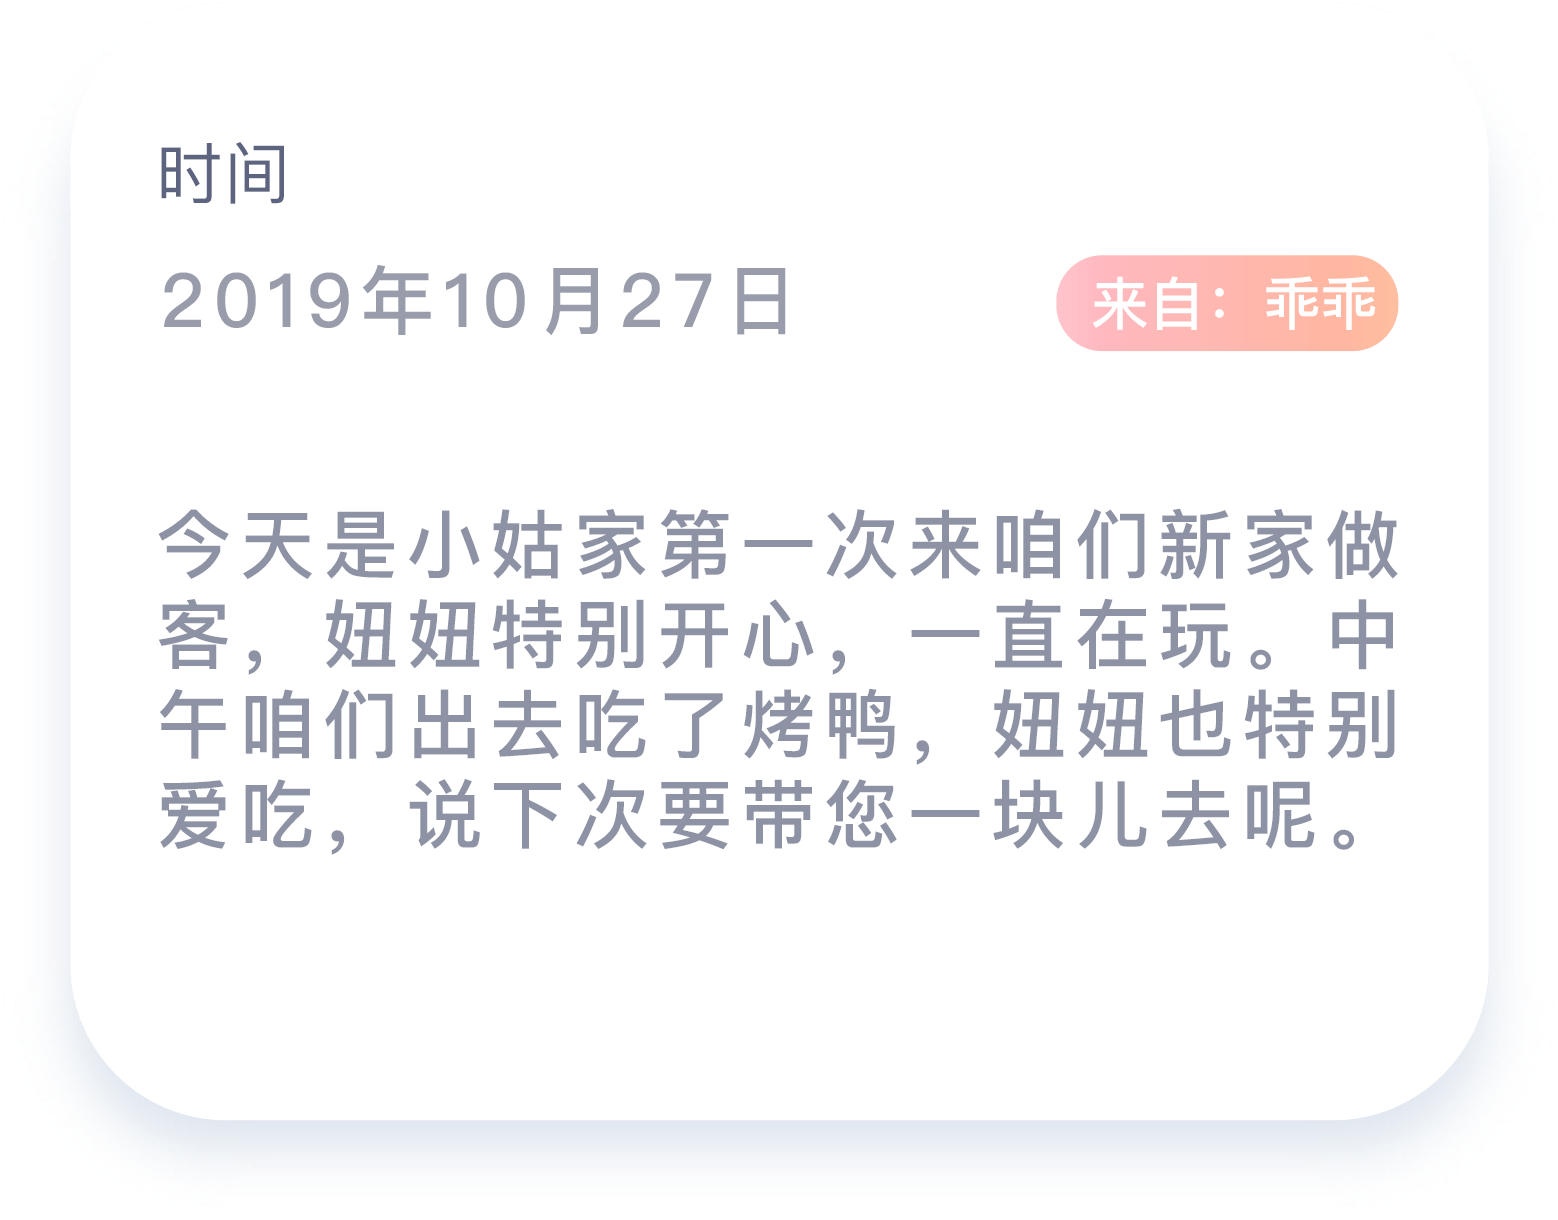 时间
2019年10月27日
来自：乖乖
今天是小姑家第一次来咱们新家做
客，妞妞特别开心，一直在玩。中
午咱们出去吃了烤鸭，妞妞也特别
爱吃，说下次要带您一块儿去呢。